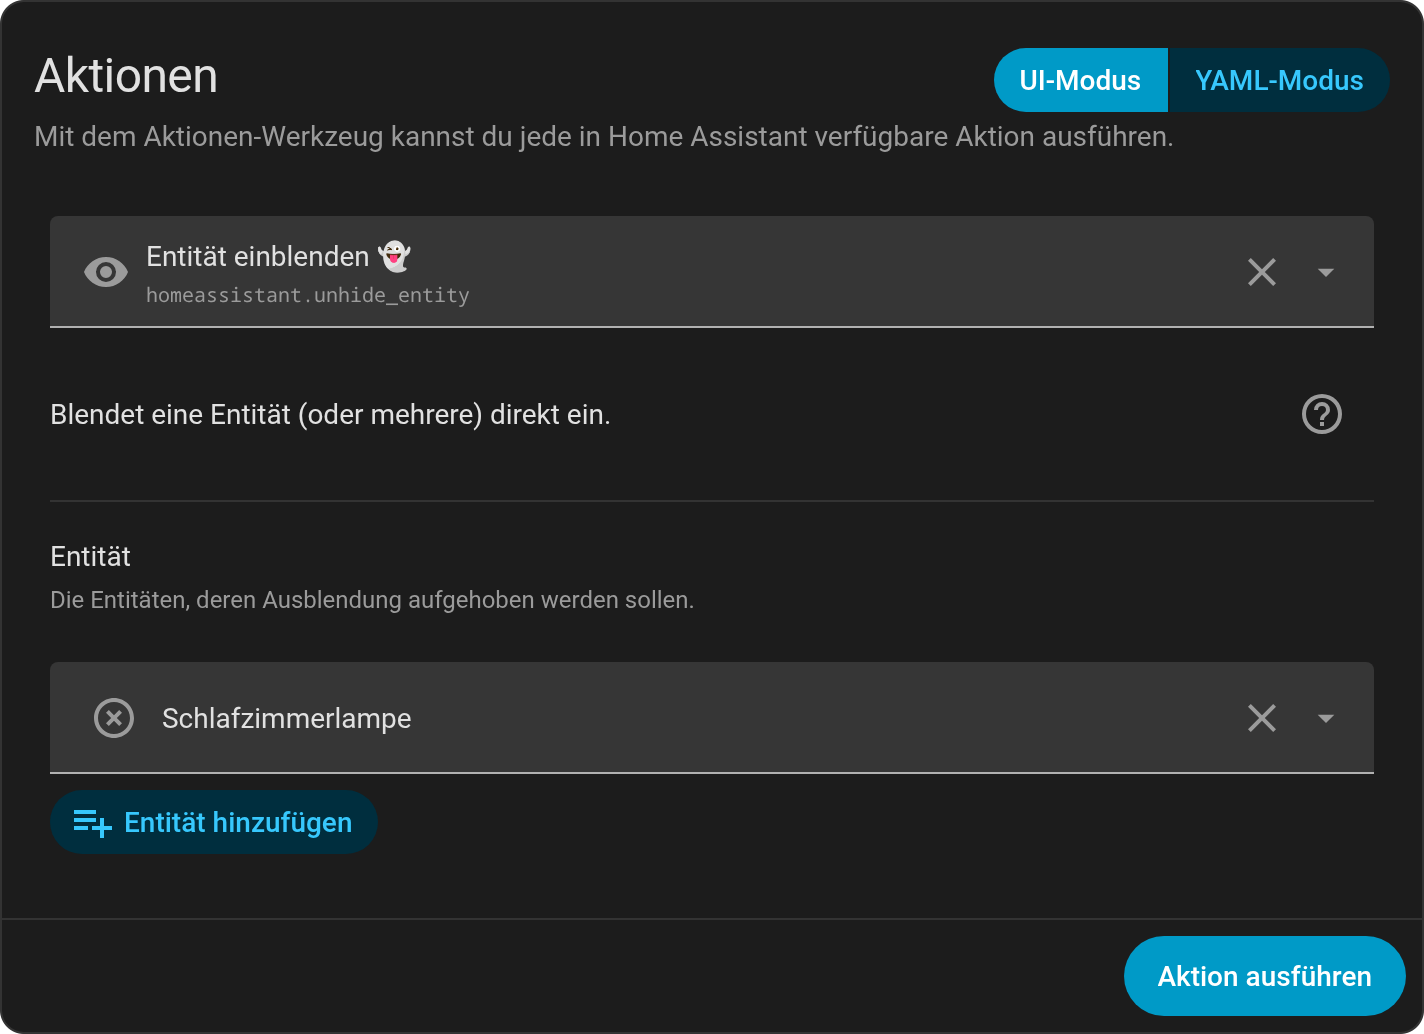 Aktionen
UI-Modus
YAML-Modus
Mit dem Aktionen-Werkzeug kannst du jede in Home Assistant verfügbare Aktion ausführen.
Entität einblenden 👻
homeassistant.unhide_entity
Blendet eine Entität (oder mehrere) direkt ein.
Entität
Die Entitäten, deren Ausblendung aufgehoben werden sollen.
Schlafzimmerlampe
Entität hinzufügen
Aktion ausführen